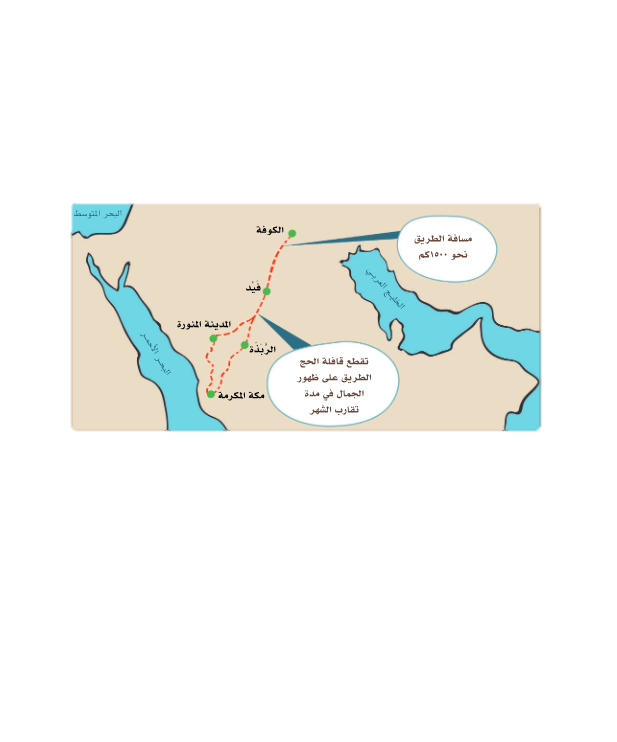 البحر المتوسط
الكوفة
مسافة الطريق
نحو ١٥٠٠كم
الخليج العربي
فَيْد
المدينة المنورة
الرَّبَذَة
البحر الأحمر
تقطع قافلة الحج
الطريق على ظهور
الجمال في مدة
تقارب الشهر
مكة المكرمة